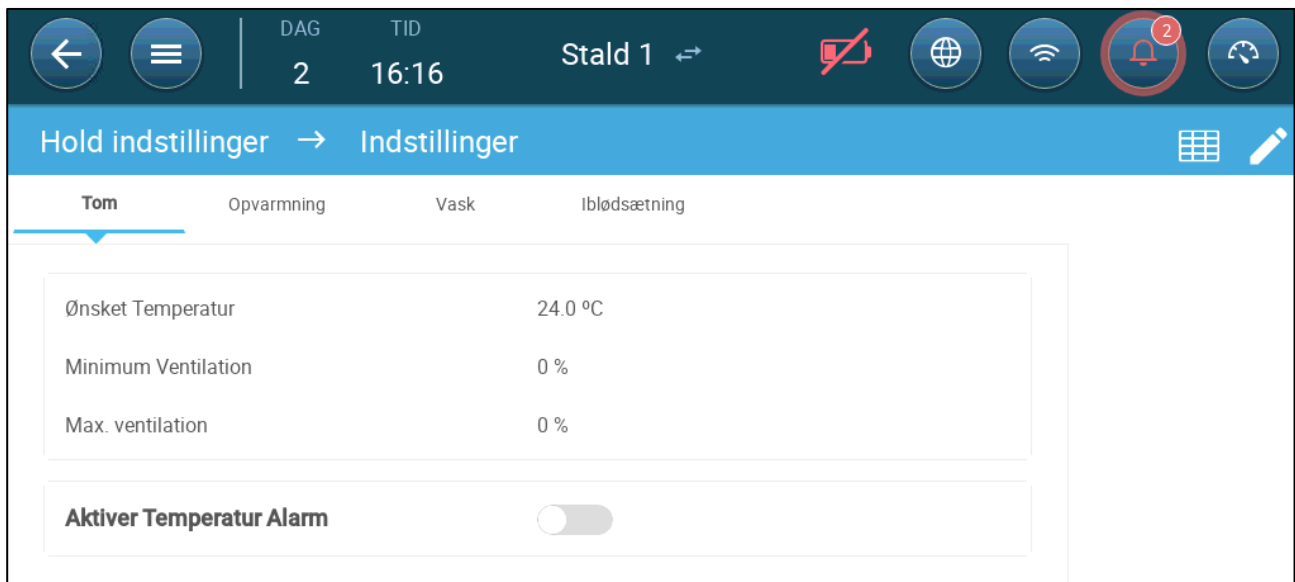 DAG TID
2 16:16 Stald 1 2
Hold indstillinger → Indstillinger
Tom Opvarmning Vask Iblødsætning
Ønsket Temperatur 24.0 ºC
Minimum Ventilation 0 %
Max. ventilation 0 %
Aktiver Temperatur Alarm